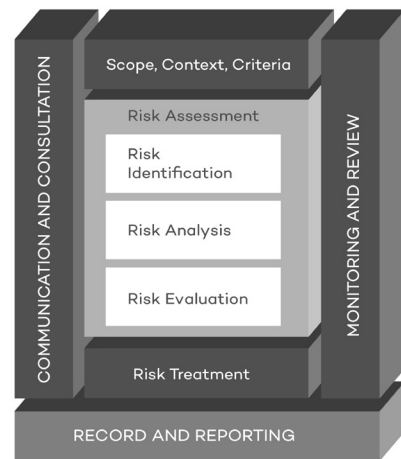 COMMUNICATION AND CONSULTATION
Scope, Context, Criteria
Risk Assessment
Risk
Identification
Risk Analysis
Risk Evaluation
Risk Treatment
MONITORING AND REVIEW
RECORD AND REPORTING